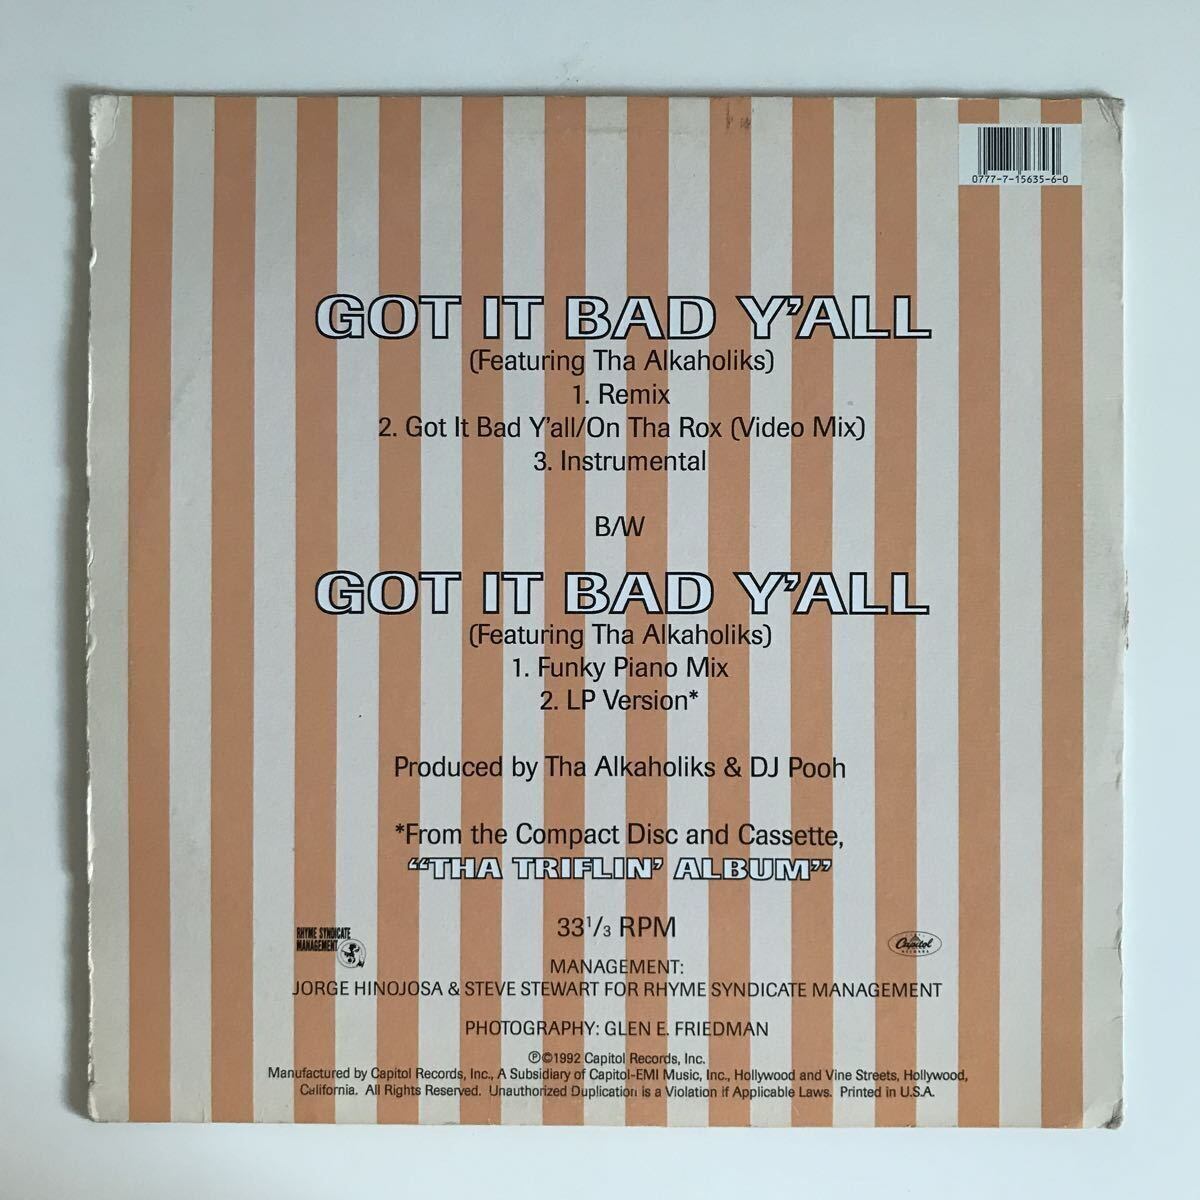 0777-7-15635-6-0
GOT IT BAD Y'ALL
(Featuring Tha Alkaholiks)
1. Remix
2. Got It Bad Y'all/On Tha Rox (Video Mix)
3. Instrumental
B/W
GOT IT BAD Y'ALL
(Featuring Tha Alkaholiks)
1. Funky Piano Mix
2. LP Version*
Produced by Tha Alkaholiks & DJ Pooh
*From the Compact Disc and Cassette,
“THA TRIFLIN' ALBUM”
33 1/3 RPM
RHYME SYNDICATE
MANAGEMENT
Capitol
RECORDS
MANAGEMENT:
JORGE HINOJOSA & STEVE STEWART FOR RHYME SYNDICATE MANAGEMENT
PHOTOGRAPHY: GLEN E. FRIEDMAN
℗©1992 Capitol Records, Inc.
Manufactured by Capitol Records, Inc., A Subsidiary of Capitol-EMI Music, Inc., Hollywood and Vine Streets, Hollywood,
California. All Rights Reserved. Unauthorized Duplication is a Violation if Applicable Laws. Printed in U.S.A.